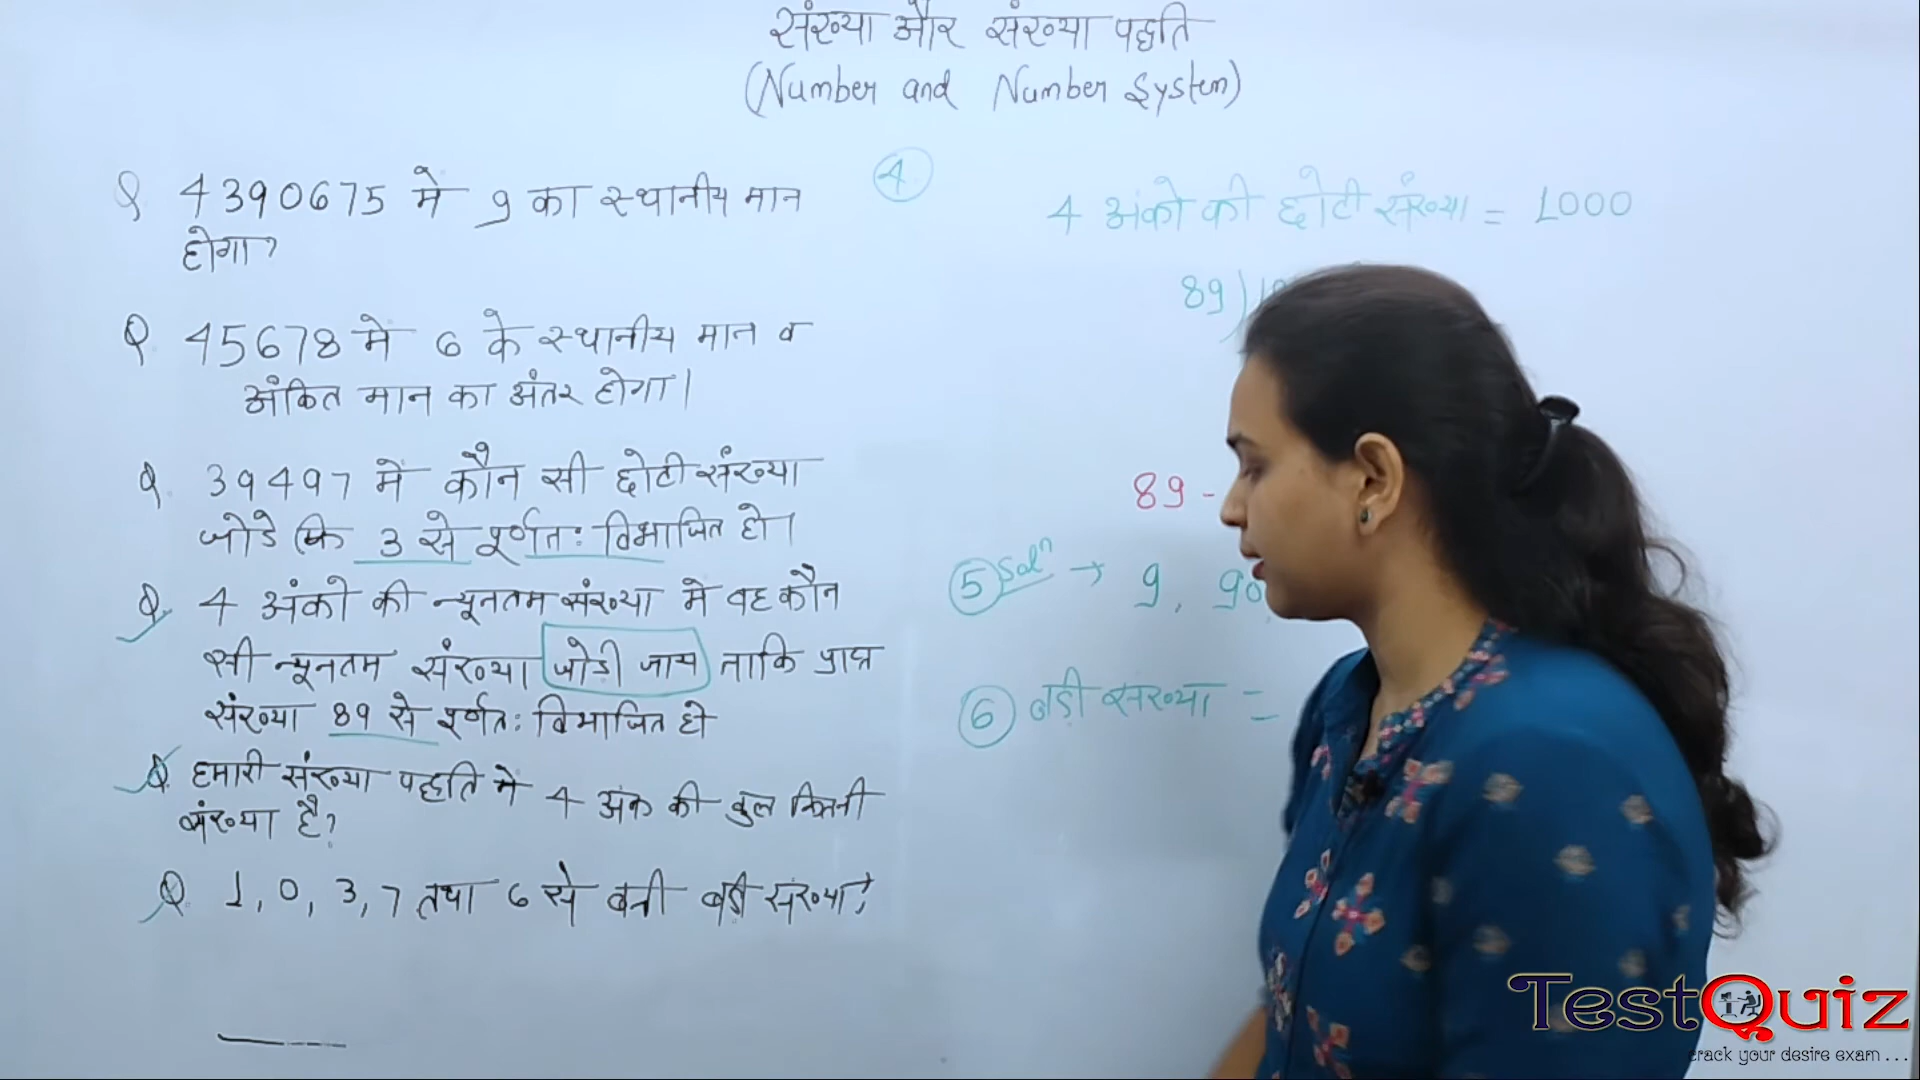 संख्या और संख्या पद्धति
(Number and Number System)
Q 4390675 मे 9 का स्थानीय मान
होगा?
Q. 45678 मे 6 के स्थानीय मान व
अंकित मान का अंतर होगा।
Q. 39497 में कौन सी छोटी संख्या
जोडे कि 3 से पूर्णत: विभाजित हो।
Q. 4 अंको की न्यूनतम संख्या मे वह कौन
सी न्यूनतम संख्या जोडी जाय ताकि प्राप्त
संख्या 89 से पूर्णत: विभाजित हो
Q. हमारी संख्या पद्धति मे 4 अंक की कुल कितनी
संख्या है?
Q. 1, 0, 3, 7 तथा 6 से बनी बडी संख्या?
4
4 अंको की छोटी संख्या = 1000
89)
89 -
5 Solⁿ → 9, 90
6 बडी संख्या =
TestQuiz
crack your desire exam ...